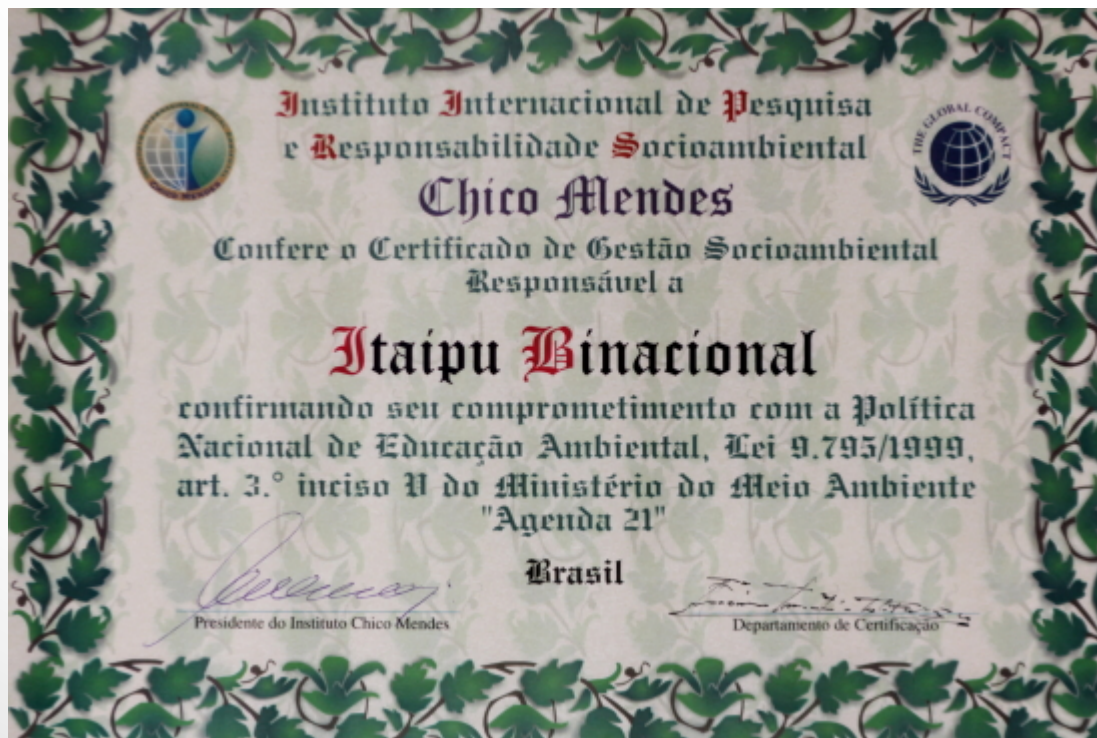 Instituto Internacional de Pesquisa
e Responsabilidade Socioambiental
Chico Mendes
THE GLOBAL COMPACT
Confere o Certificado de Gestão Socioambiental
Responsável a
Itaipu Binacional
confirmando seu comprometimento com a Política
Nacional de Educação Ambiental, Lei 9.795/1999,
art. 3.° inciso V do Ministério do Meio Ambiente
"Agenda 21"
Brasil
Presidente do Instituto Chico Mendes
Departamento de Certificação